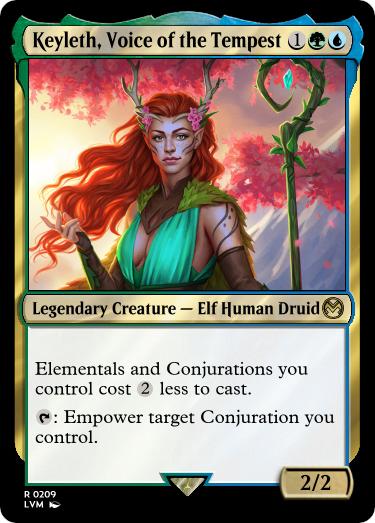 Keyleth, Voice of the Tempest 1
Legendary Creature — Elf Human Druid
Elementals and Conjurations you
control cost 2 less to cast.
: Empower target Conjuration you
control.
2/2
R 0209
LVM